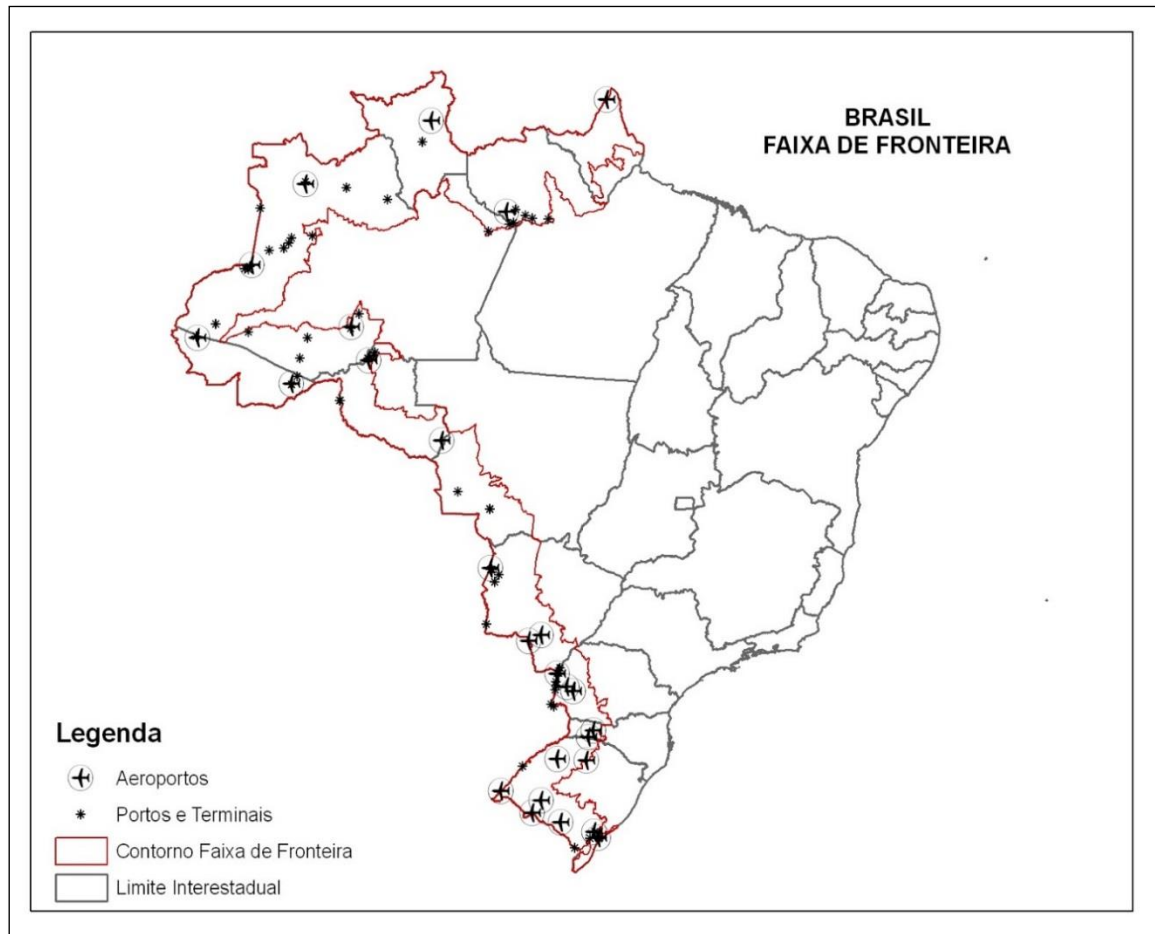 BRASIL
FAIXA DE FRONTEIRA
Legenda
Aeroportos
Portos e Terminais
Contorno Faixa de Fronteira
Limite Interestadual